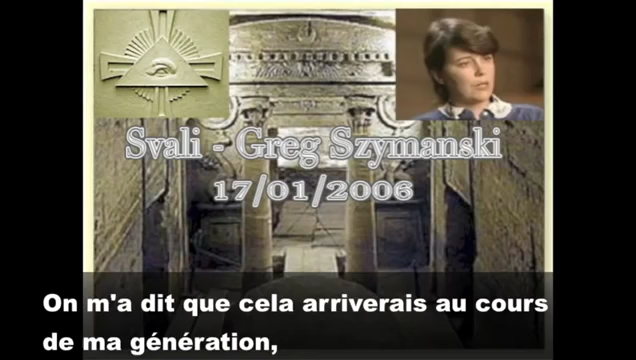 Svali - Greg Szymanski
17/01/2006
On m'a dit que cela arriverais au cours
de ma génération,